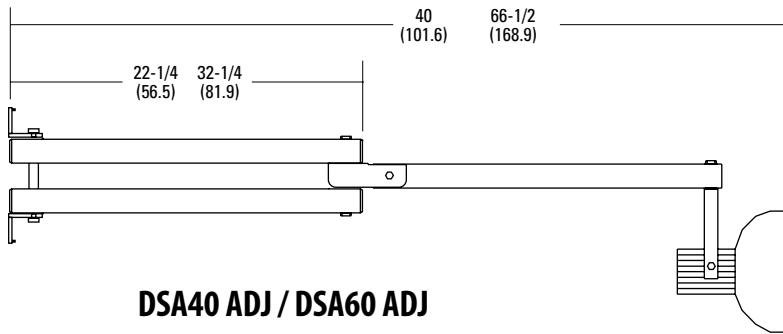 40 66-1/2
(101.6) (168.9)
22-1/4 32-1/4
(56.5) (81.9)
DSA40 ADJ / DSA60 ADJ